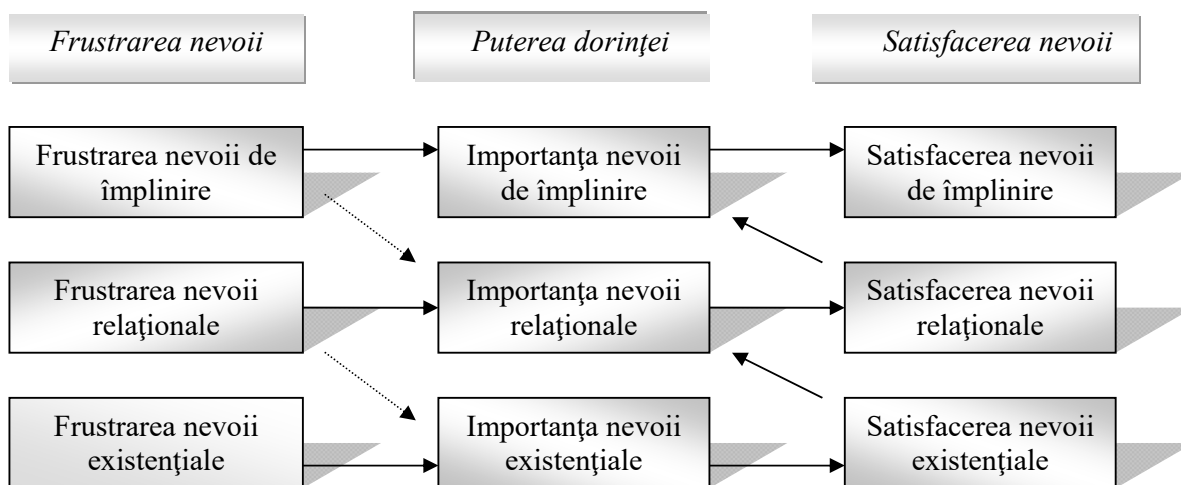 Frustrarea nevoii
Puterea dorinţei
Satisfacerea nevoii
Frustrarea nevoii de
împlinire
Importanţa nevoii
de împlinire
Satisfacerea nevoii
de împlinire
Frustrarea nevoii
relaţionale
Importanţa nevoii
relaţionale
Satisfacerea nevoii
relaţionale
Frustrarea nevoii
existenţiale
Importanţa nevoii
existenţiale
Satisfacerea nevoii
existenţiale